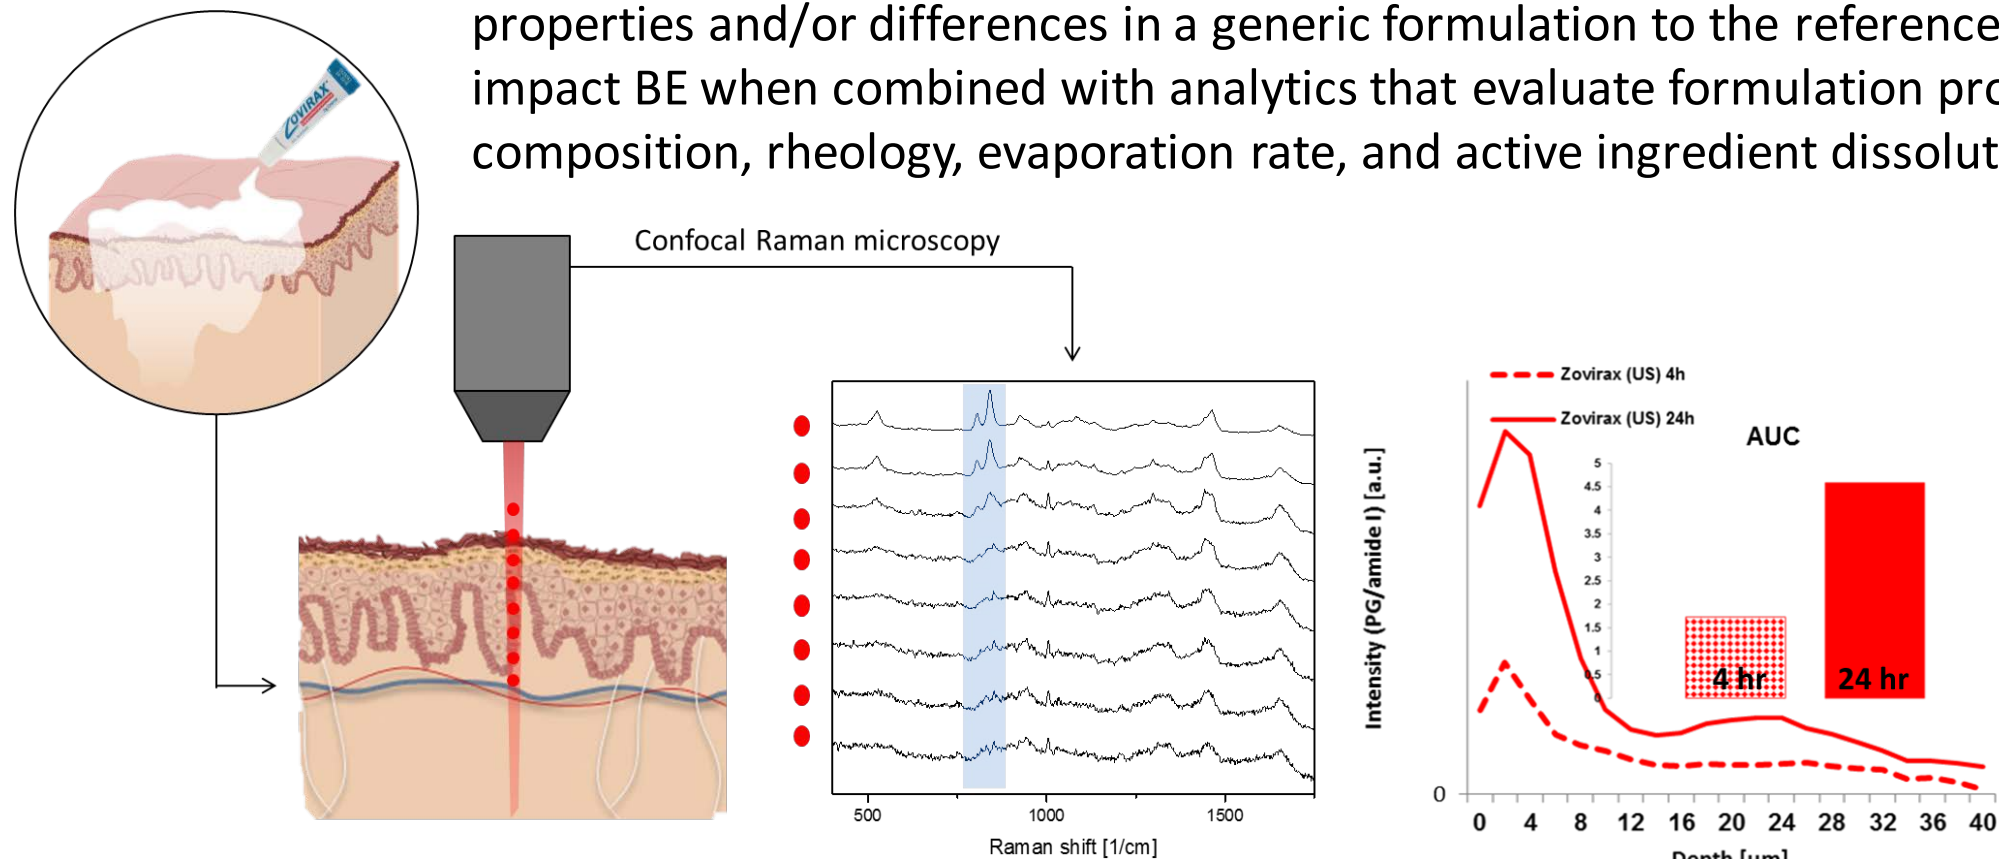 properties and/or differences in a generic formulation to the reference
impact BE when combined with analytics that evaluate formulation
composition, rheology, evaporation rate, and active ingredient
ZOVIRAX
Confocal Raman microscopy
500 1000 1500
Raman shift [1/cm]
Zovirax (US) 4h
Zovirax (US) 24h
AUC
5
4.5
4
3.5
3
2.5
2
1.5
1
0.5
0
4 hr
24 hr
Intensity (PG/amide I) [a.u.]
0
0 4 8 12 16 20 24 28 32 36 40
Depth [µm]